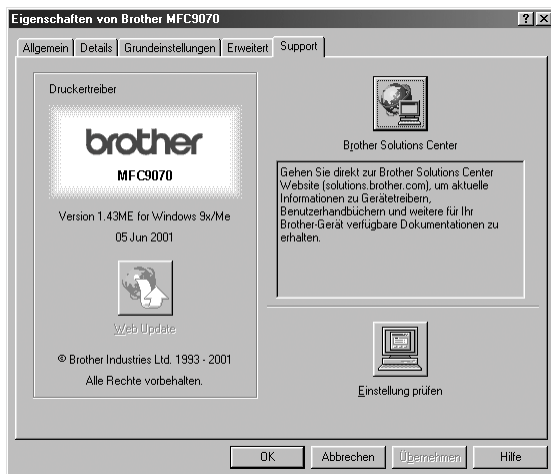 Eigenschaften von Brother MFC9070
Allgemein
Details
Grundeinstellungen
Erweitert
Support
Druckertreiber
brother
MFC9070
Version 1.43ME for Windows 9x/Me
05 Jun 2001
Web Update
© Brother Industries Ltd. 1993 - 2001
Alle Rechte vorbehalten.
Brother Solutions Center
Gehen Sie direkt zur Brother Solutions Center
Website (solutions.brother.com), um aktuelle
Informationen zu Gerätetreibern,
Benutzerhandbüchern und weitere für Ihr
Brother-Gerät verfügbare Dokumentationen zu
erhalten.
Einstellung prüfen
OK
Abbrechen
Übernehmen
Hilfe